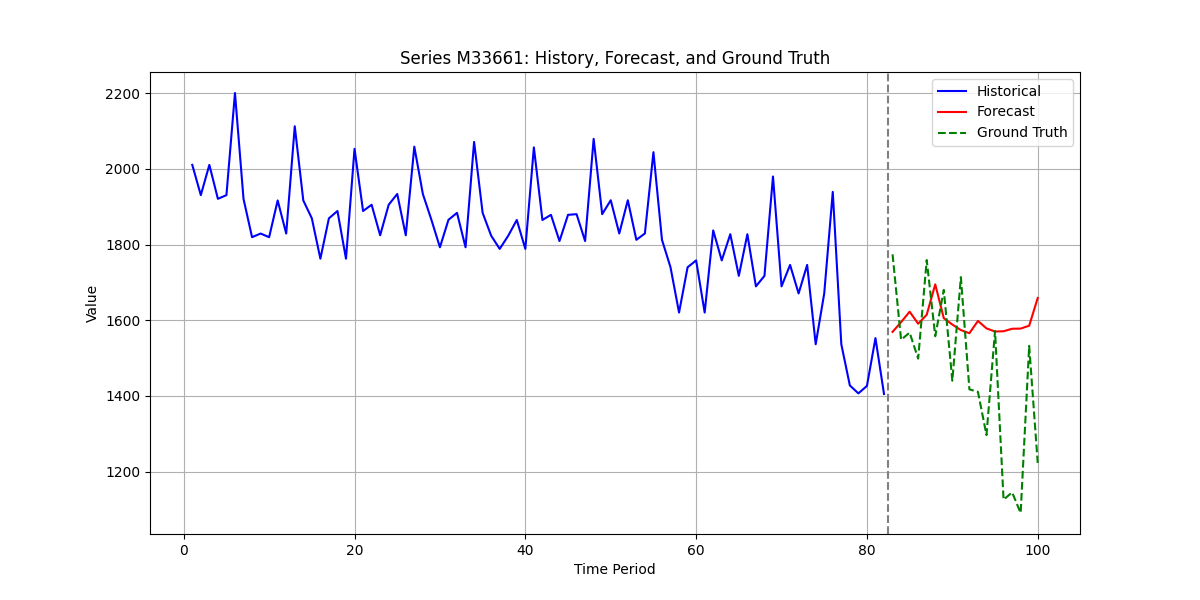 Series M33661: History, Forecast, and Ground Truth
Historical
Forecast
Ground Truth
2200
2000
1800
1600
1400
1200
Value
0 20 40 60 80 100
Time Period